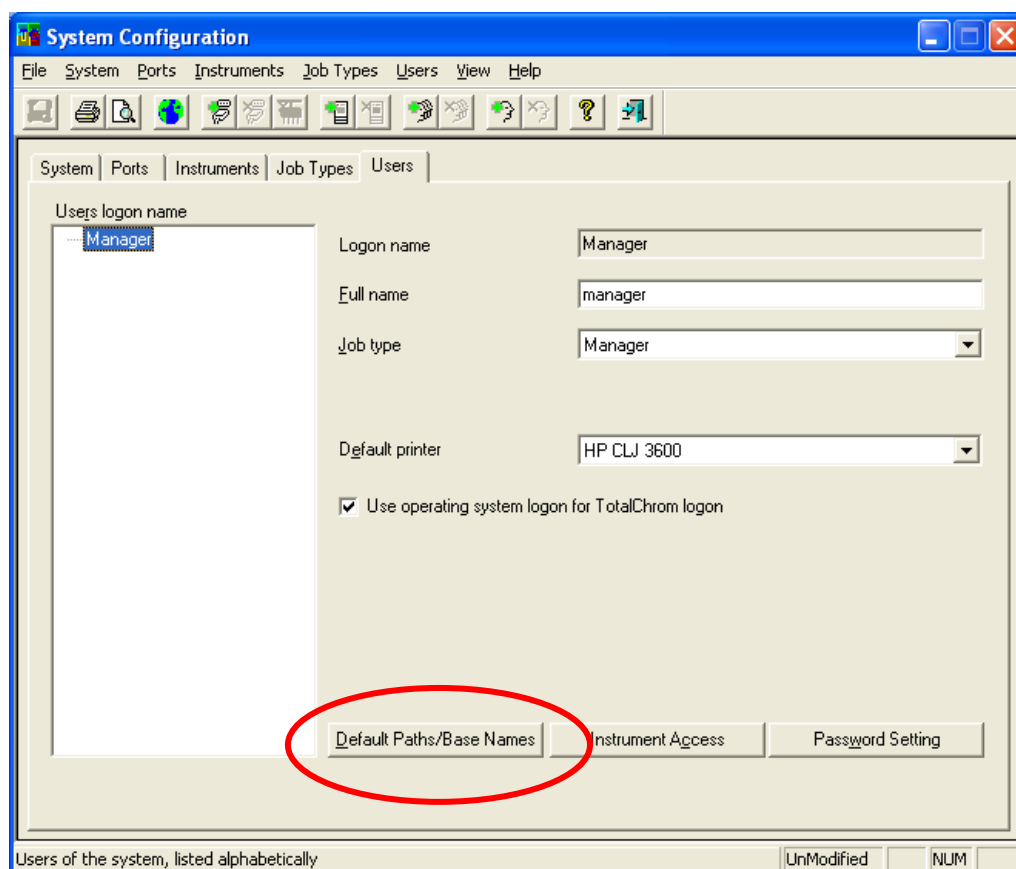 System Configuration
File System Ports Instruments Job Types Users View Help
System Ports Instruments Job Types Users
Users logon name
Manager
Logon name Manager
Full name manager
Job type Manager
Default printer HP CLJ 3600
Use operating system logon for TotalChrom logon
Default Paths/Base Names Instrument Access Password Setting
Users of the system, listed alphabetically UnModified NUM